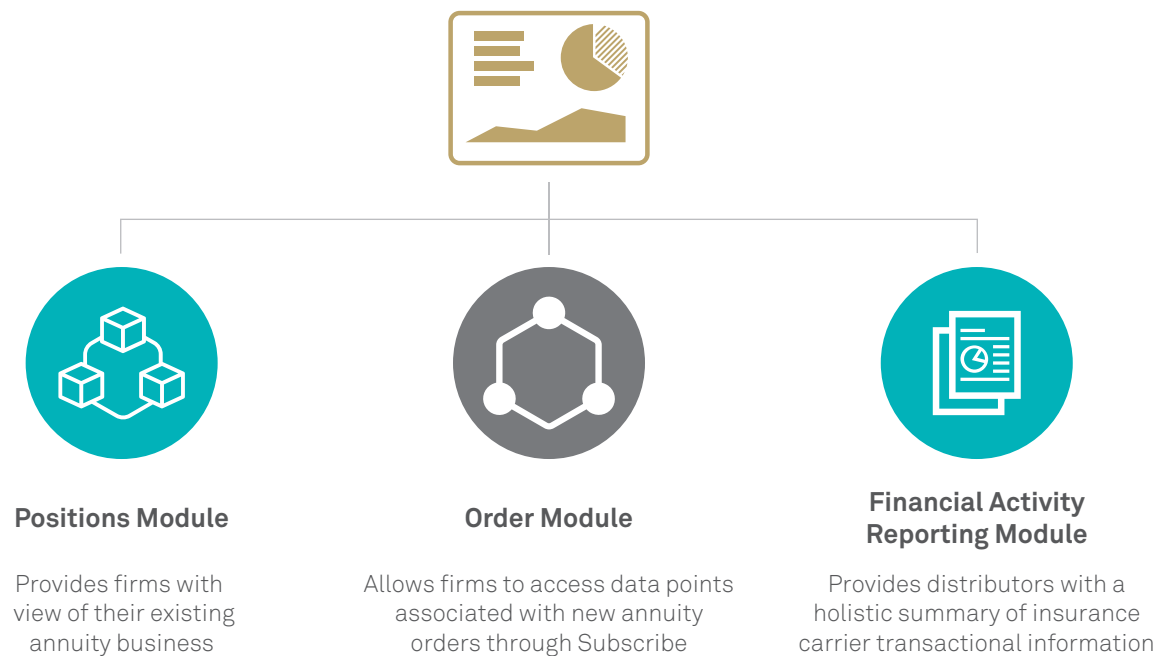 Positions Module
Provides firms with
view of their existing
annuity business
Order Module
Allows firms to access data points
associated with new annuity
orders through Subscribe
Financial Activity
Reporting Module
Provides distributors with a
holistic summary of insurance
carrier transactional information